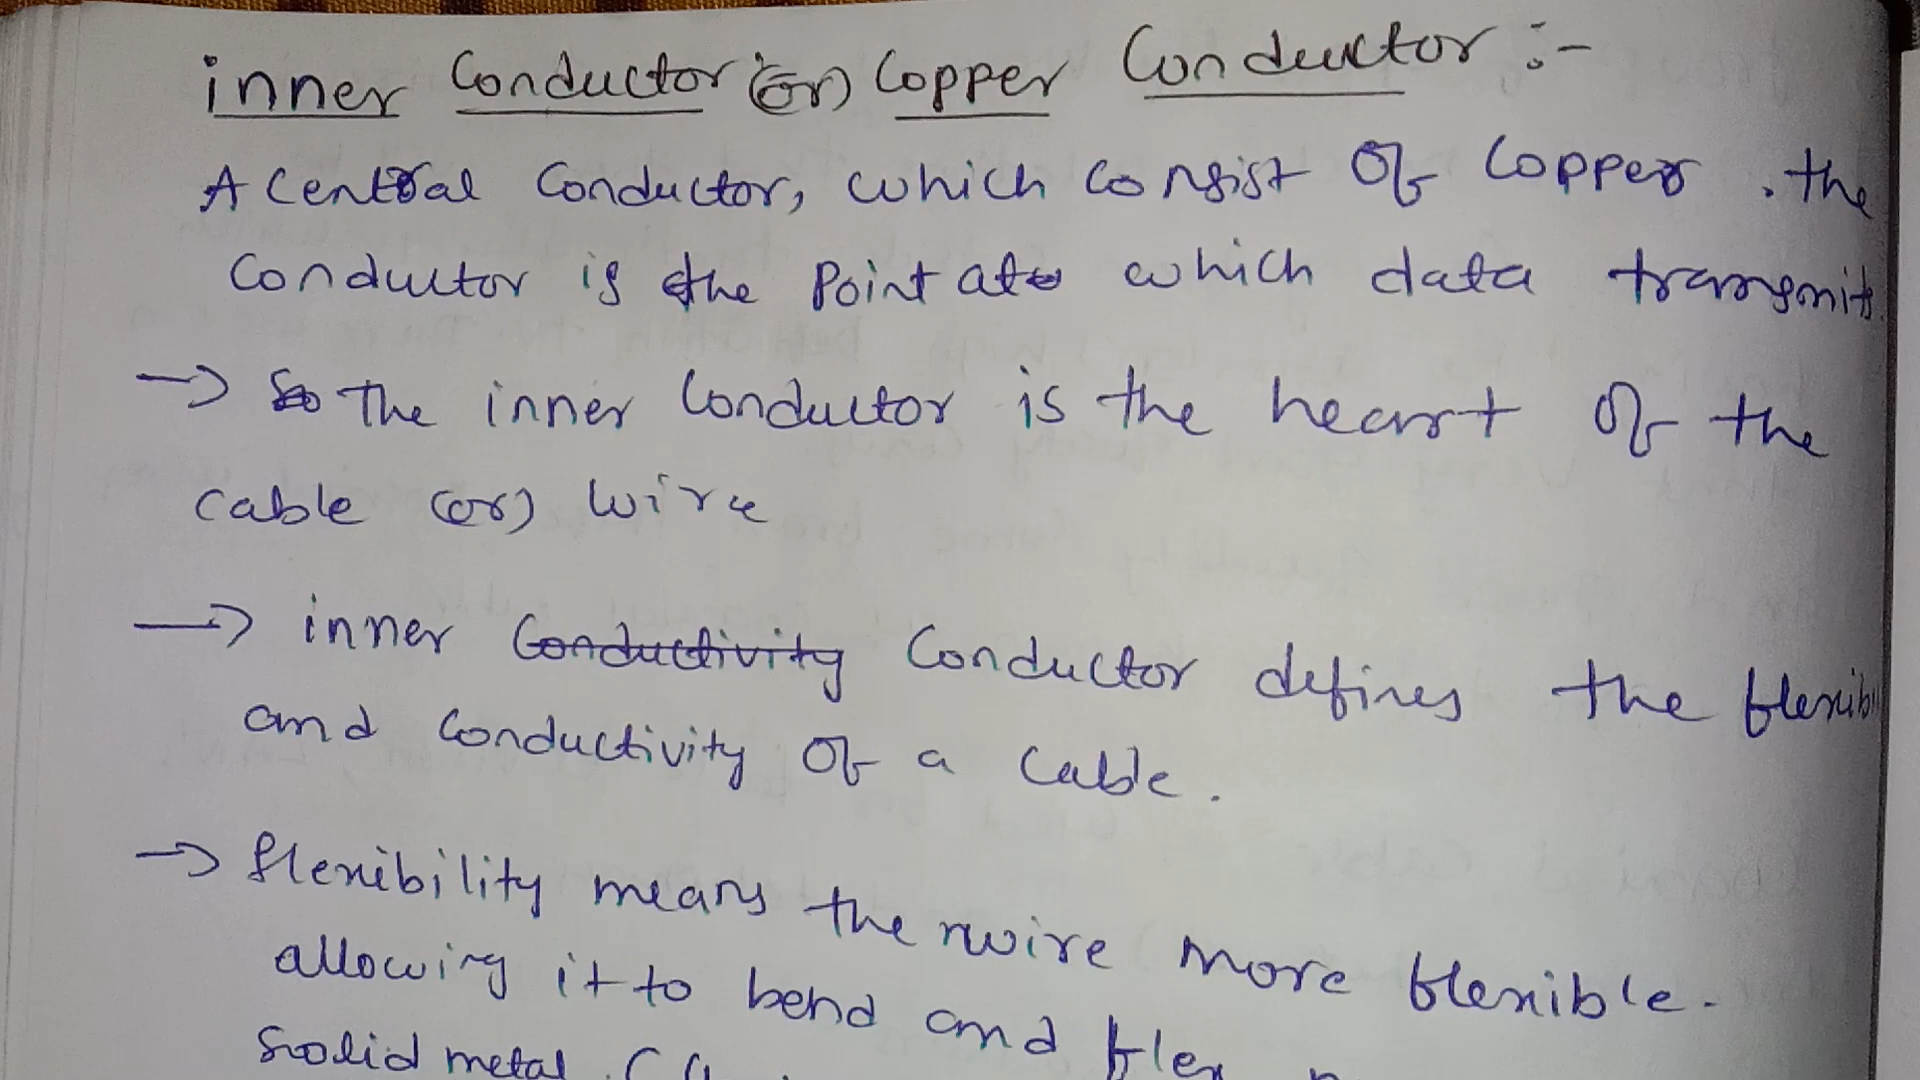 inner Conductor (or) Copper Conductor :-
A Central Conductor, which consist of Copper . the
Conductor is the Point at which data transmit
→ So the inner Conductor is the heart of the
cable (or) wire
→ inner Conductivity Conductor defines the
and Conductivity of a Cable.
→ flexibility means the wire more flexible.
allowing it to bend and flex
solid metal.